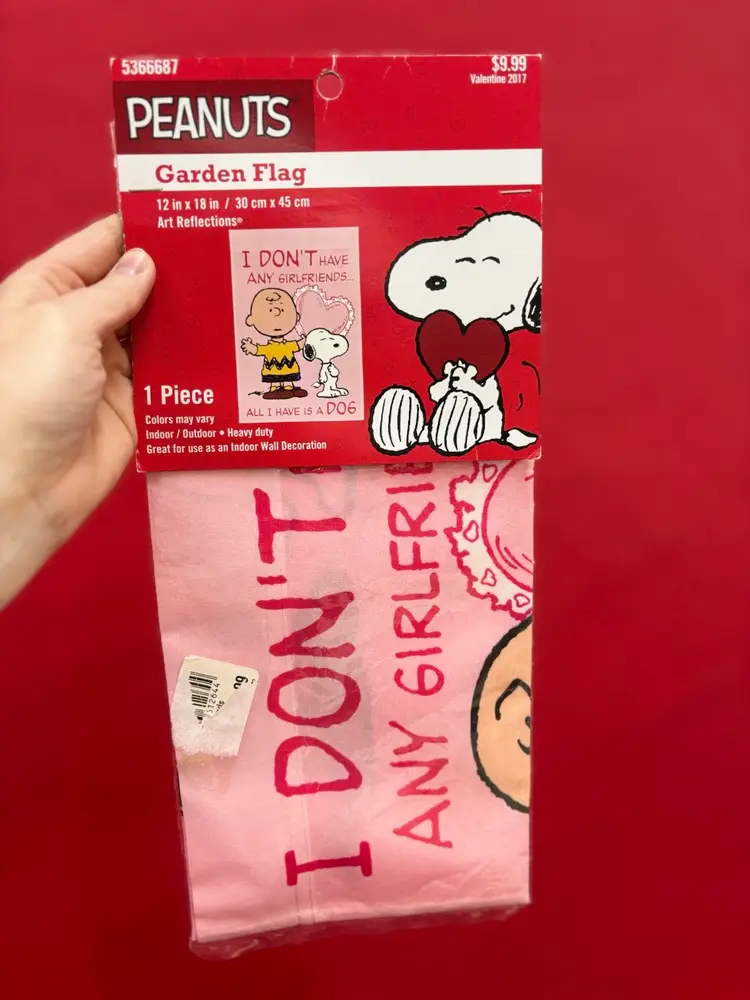 5366687
$9.99
Valentine 2017
PEANUTS
Garden Flag
12 in x 18 in / 30 cm x 45 cm
Art Reflections®
I DON'T HAVE
ANY GIRLFRIENDS...
ALL I HAVE IS A DOG
1 Piece
Colors may vary
Indoor / Outdoor • Heavy duty
Great for use as an Indoor Wall Decoration
I DON'T
ANY GIRLFRIE